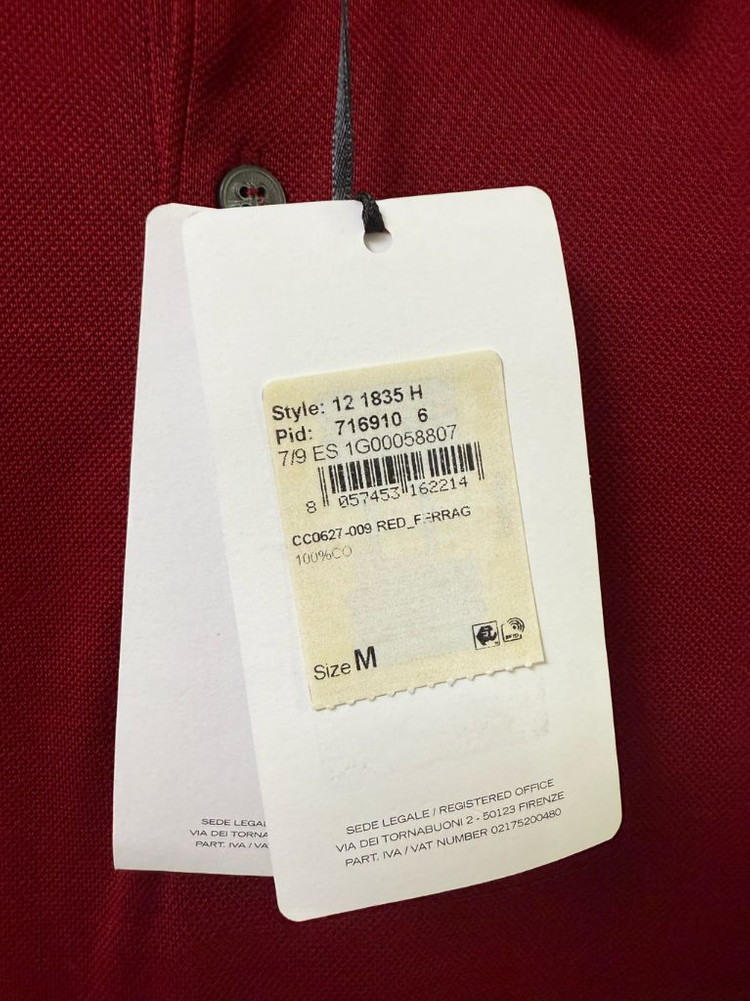 Style: 12 1835 H
Pid: 716910 6
7/9 ES 1G00058807
8 057453 162214
CC0627-009 RED_FERRAG
100%CO
Size M
SEDE LEGALE / REGISTERED OFFICE
VIA DEI TORNABUONI 2 - 50123 FIRENZE
PART. IVA / VAT NUMBER 02175200480
SEDE LEGAL
VIA DEI TORNA
PART. IVA / VA